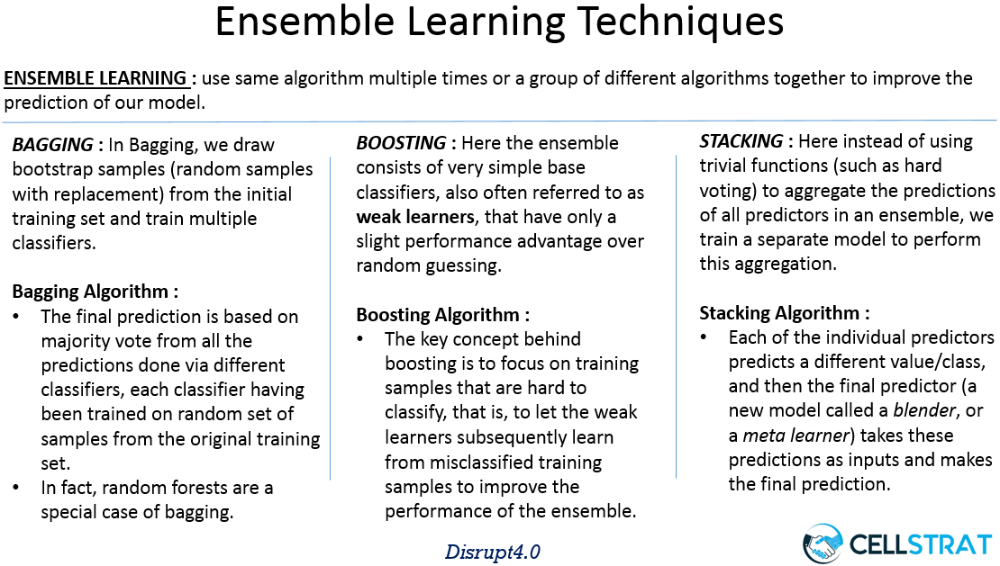 Ensemble Learning Techniques
ENSEMBLE LEARNING : use same algorithm multiple times or a group of different algorithms together to improve the
prediction of our model.
BAGGING : In Bagging, we draw
bootstrap samples (random samples
with replacement) from the initial
training set and train multiple
classifiers.
Bagging Algorithm :
• The final prediction is based on
majority vote from all the
predictions done via different
classifiers, each classifier having
been trained on random set of
samples from the original training
set.
• In fact, random forests are a
special case of bagging.
BOOSTING : Here the ensemble
consists of very simple base
classifiers, also often referred to as
weak learners, that have only a
slight performance advantage over
random guessing.
Boosting Algorithm :
• The key concept behind
boosting is to focus on training
samples that are hard to
classify, that is, to let the weak
learners subsequently learn
from misclassified training
samples to improve the
performance of the ensemble.
STACKING : Here instead of using
trivial functions (such as hard
voting) to aggregate the predictions
of all predictors in an ensemble, we
train a separate model to perform
this aggregation.
Stacking Algorithm :
• Each of the individual predictors
predicts a different value/class,
and then the final predictor (a
new model called a blender, or
a meta learner) takes these
predictions as inputs and makes
the final prediction.
Disrupt4.0
CELLSTRAT